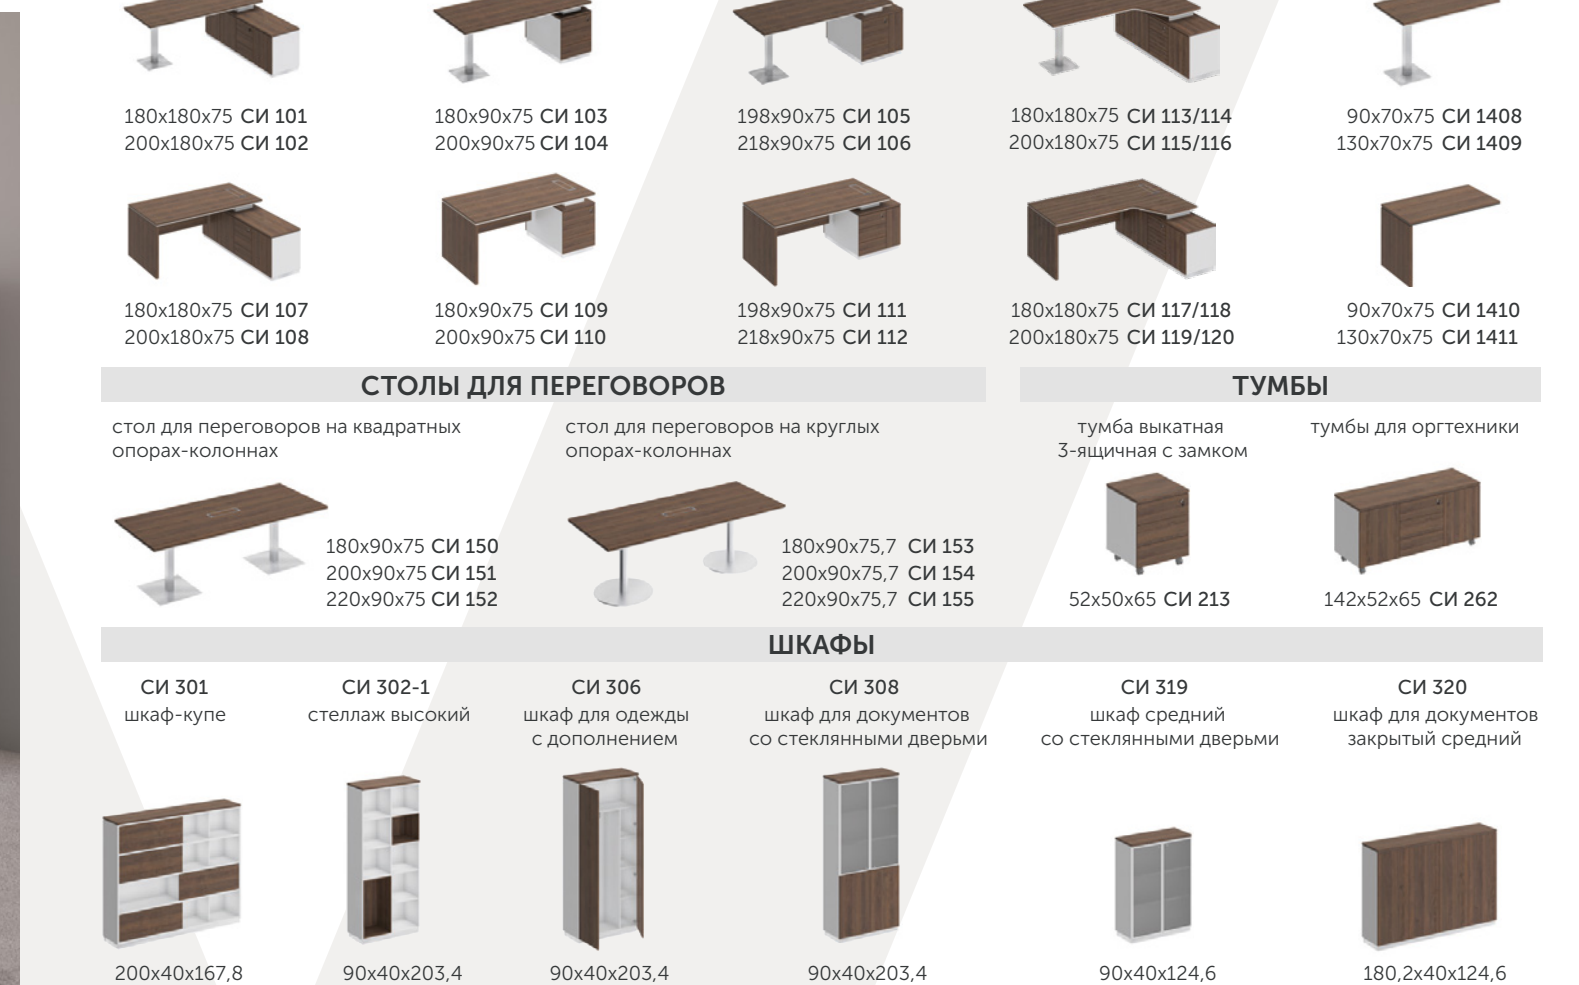 180x180x75 СИ 101
200x180x75 СИ 102
180x90x75 СИ 103
200x90x75 СИ 104
198x90x75 СИ 105
218x90x75 СИ 106
180x180x75 СИ 113/114
200x180x75 СИ 115/116
90x70x75 СИ 1408
130x70x75 СИ 1409
180x180x75 СИ 107
200x180x75 СИ 108
180x90x75 СИ 109
200x90x75 СИ 110
198x90x75 СИ 111
218x90x75 СИ 112
180x180x75 СИ 117/118
200x180x75 СИ 119/120
90x70x75 СИ 1410
130x70x75 СИ 1411
СТОЛЫ ДЛЯ ПЕРЕГОВОРОВ
стол для переговоров на квадратных
опорах-колоннах
180x90x75 СИ 150
200x90x75 СИ 151
220x90x75 СИ 152
стол для переговоров на круглых
опорах-колоннах
180x90x75,7 СИ 153
200x90x75,7 СИ 154
220x90x75,7 СИ 155
ТУМБЫ
тумба выкатная
3-ящичная с замком
52x50x65 СИ 213
тумбы для оргтехники
142x52x65 СИ 262
ШКАФЫ
СИ 301
шкаф-купе
200x40x167,8
СИ 302-1
стеллаж высокий
90x40x203,4
СИ 306
шкаф для одежды
с дополнением
90x40x203,4
СИ 308
шкаф для документов
со стеклянными дверьми
90x40x203,4
СИ 319
шкаф средний
со стеклянными дверьми
90x40x124,6
СИ 320
шкаф для документов
закрытый средний
180,2x40x124,6